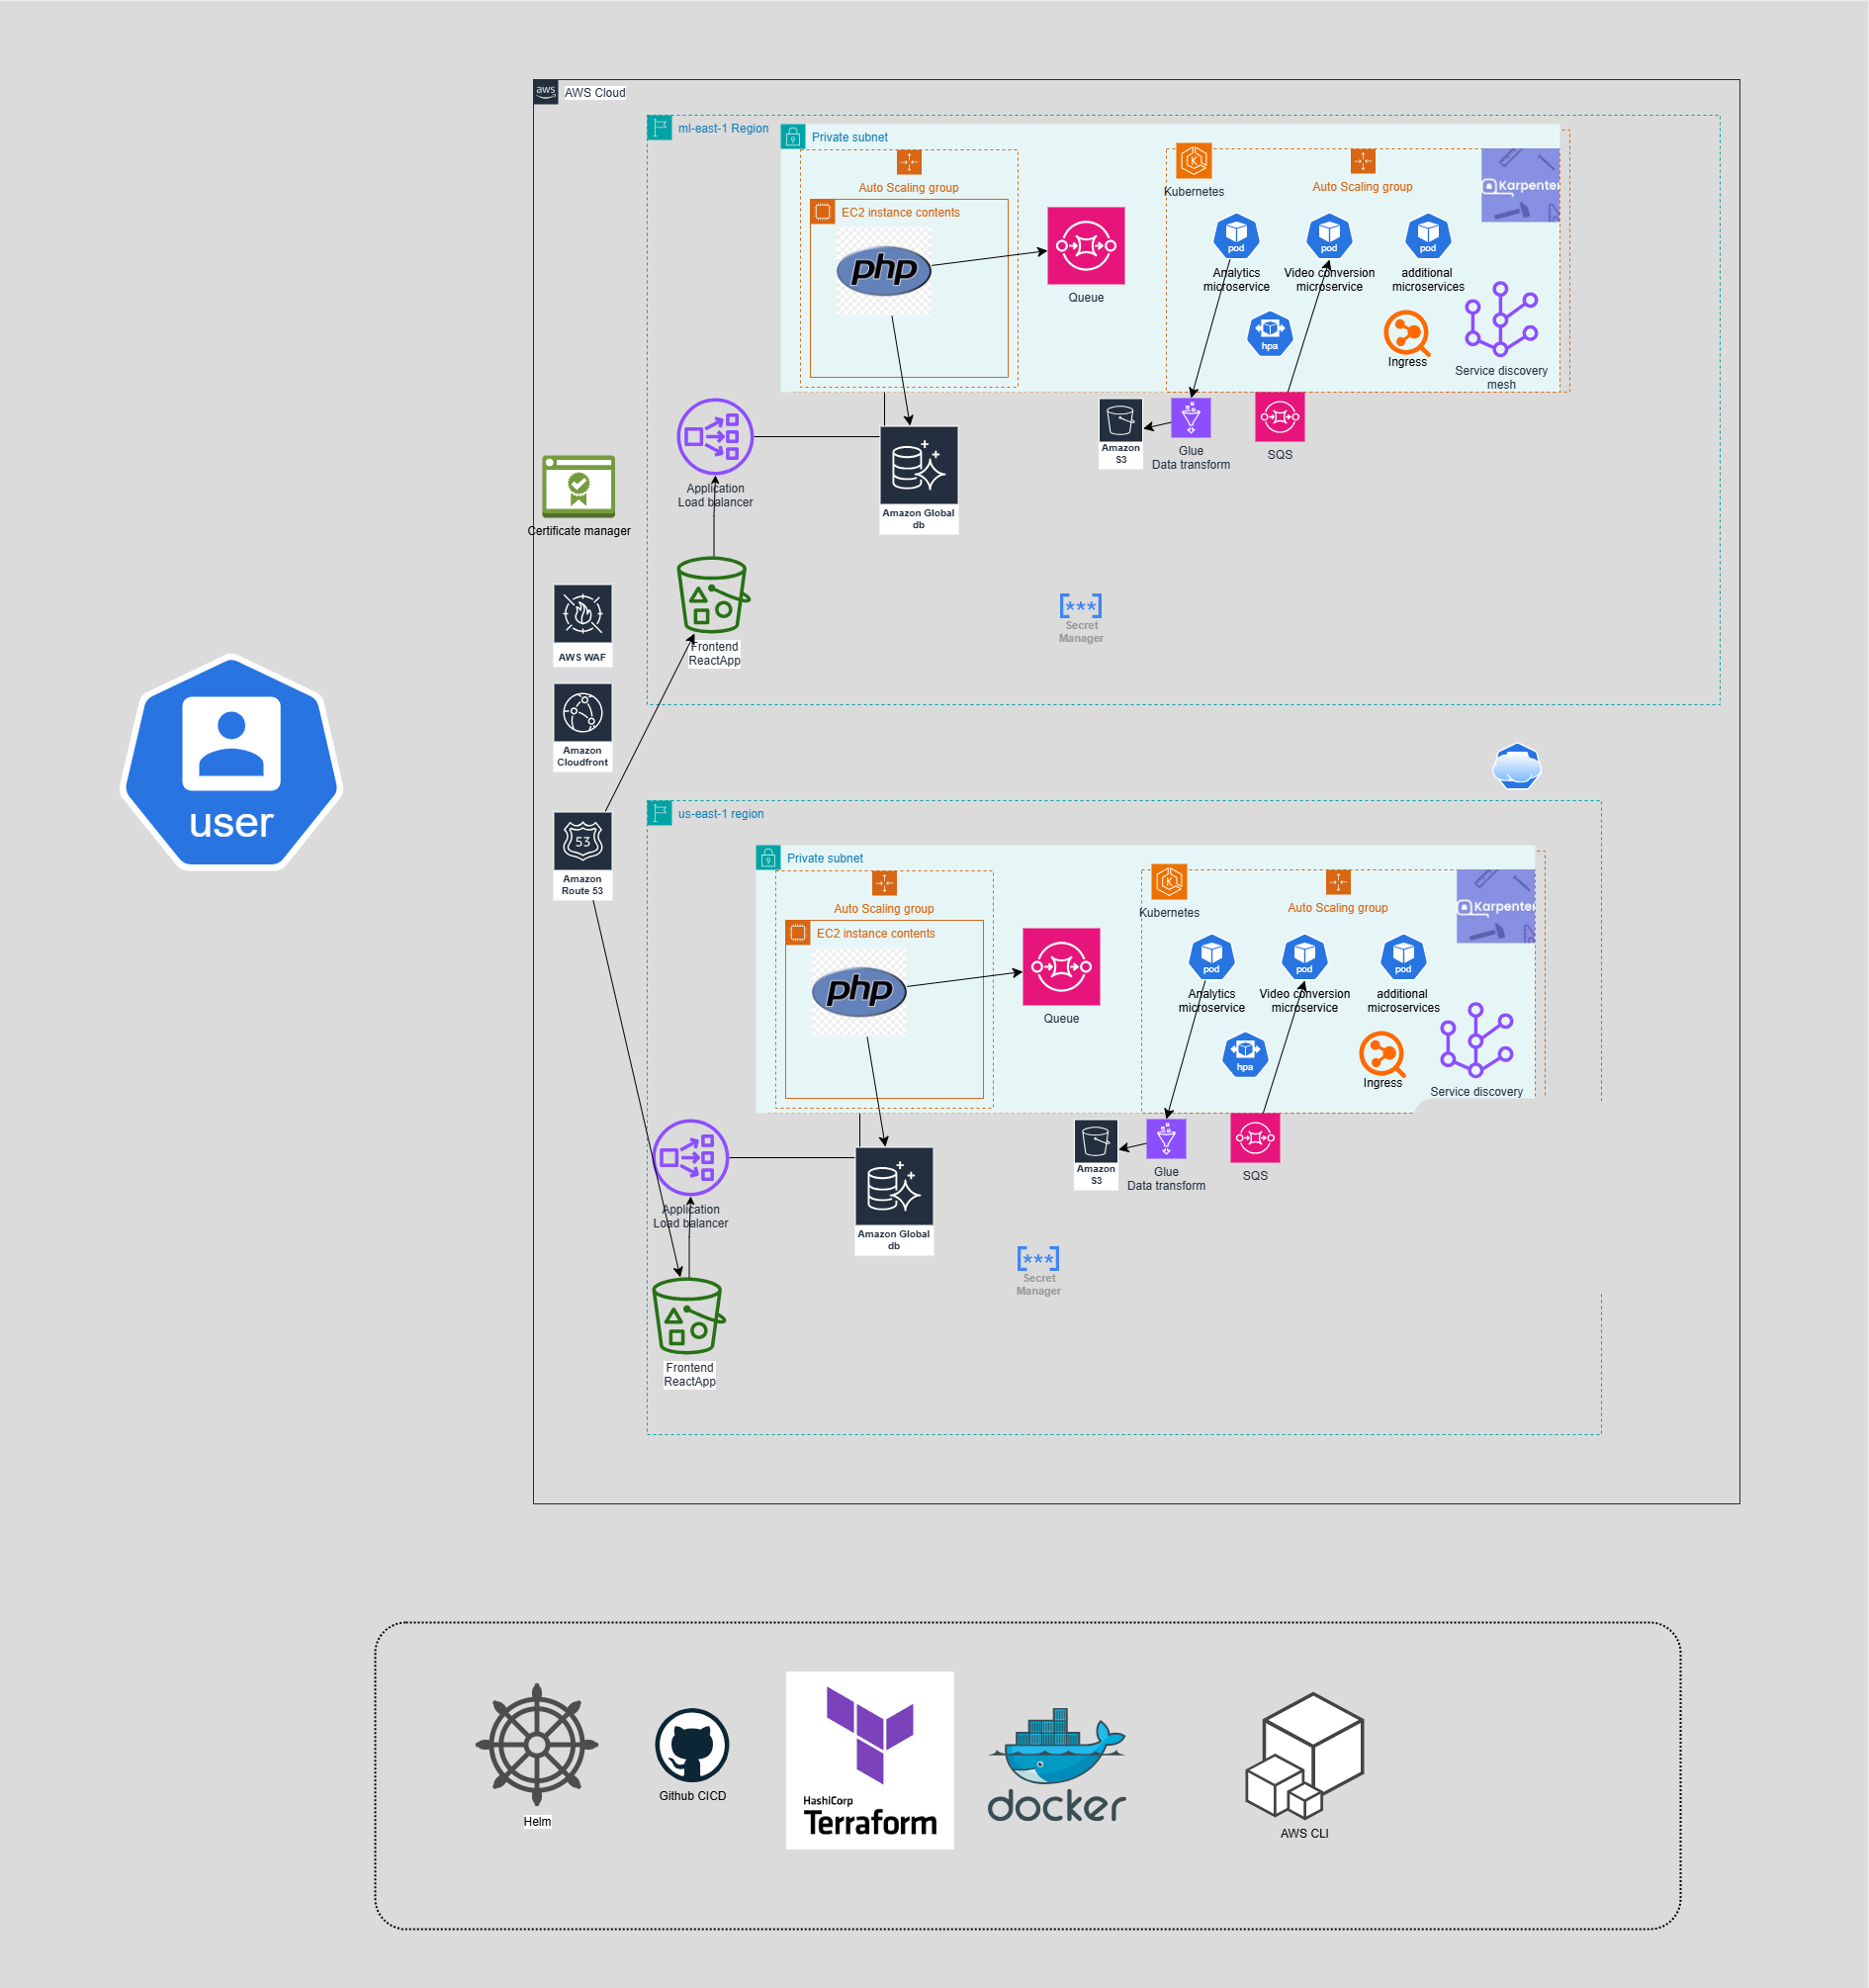 aws
AWS Cloud
ml-east-1 Region
Private subnet
Auto Scaling group
EC2 instance contents
php
Queue
Kubernetes
Auto Scaling group
Karpenter
pod
pod
pod
Analytics
microservice
Video conversion
microservice
additional
microservices
hpa
Ingress
Service discovery
mesh
Amazon
S3
Glue
Data transform
SQS
Application
Load balancer
Amazon Global
db
Certificate manager
AWS WAF
Frontend
ReactApp
***
Secret
Manager
user
Amazon
Cloudfront
53
Amazon
Route 53
us-east-1 region
Private subnet
Auto Scaling group
EC2 instance contents
php
Queue
Kubernetes
Auto Scaling group
Karpenter
pod
pod
pod
Analytics
microservice
Video conversion
microservice
additional
microservices
hpa
Ingress
Service discovery
Amazon
S3
Glue
Data transform
SQS
Application
Load balancer
Amazon Global
db
***
Secret
Manager
Frontend
ReactApp
Helm
Github CICD
HashiCorp
Terraform
docker
AWS CLI